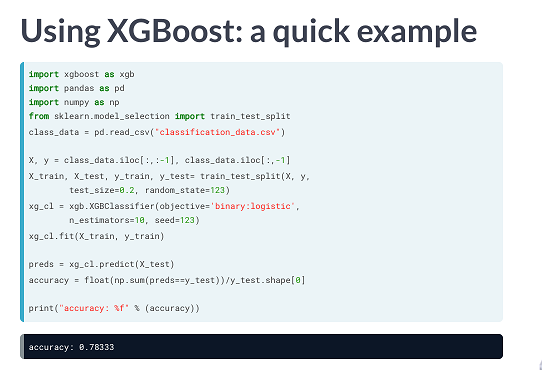 Using XGBoost: a quick example
import xgboost as xgb
import pandas as pd
import numpy as np
from sklearn.model_selection import train_test_split
class_data = pd.read_csv("classification_data.csv")
X, y = class_data.iloc[:,:-1], class_data.iloc[:,-1]
X_train, X_test, y_train, y_test= train_test_split(X, y,
test_size=0.2, random_state=123)
xg_cl = xgb.XGBClassifier(objective='binary:logistic',
n_estimators=10, seed=123)
xg_cl.fit(X_train, y_train)
preds = xg_cl.predict(X_test)
accuracy = float(np.sum(preds==y_test))/y_test.shape[0]
print("accuracy: %f" % (accuracy))
accuracy: 0.78333